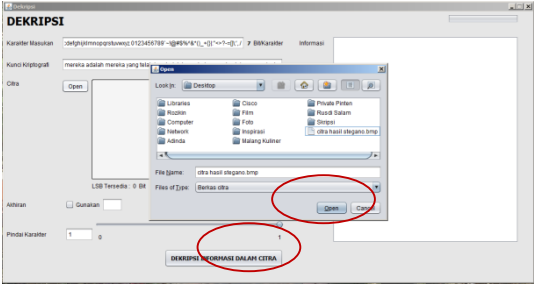 Dekripsi
DEKRIPSI
Karakter Masukan
7 Bit/Karakter
Informasi
Kunci Kriptografi
mereka adalah mereka yang
Citra
Open
Open
Look In:
Desktop
Libraries
Rozikin
Computer
Network
Adinda
Cisco
Film
Foto
Inspirasi
Malang Kuliner
Private Pinten
Rusdi Salam
Skripsi
citra hasil stegano.bmp
File Name:
citra hasil stegano.bmp
Files of Type:
Berkas citra
Open
Cancel
LSB Tersedia : 0 Bit
Akhiran
Gunakan
Pindai Karakter
1
0
1
DEKRIPSI INFORMASI DALAM CITRA